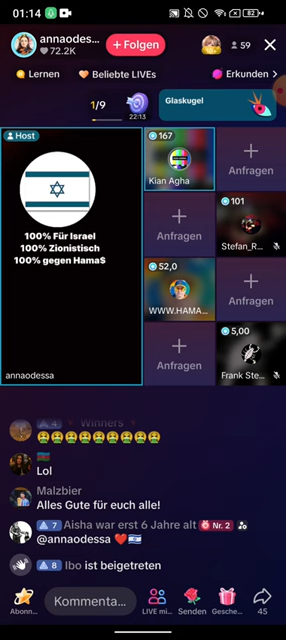 01:14
82
annaodes...
72.2K
+ Folgen
59
Lernen
Beliebte LIVEs
Erkunden
1/9
22:13
Glaskugel
Host
100% Für Israel
100% Zionistisch
100% gegen Hama$
annaodessa
167
Kian Agha
Anfragen
Anfragen
101
Stefan_R...
52,0
WWW.HAMA...
Anfragen
Anfragen
5,00
Frank Ste...
4 Winners
Lol
Malzbier
Alles Gute für euch alle!
7 Aisha war erst 6 Jahre alt Nr. 2
@annaodessa
8 Ibo ist beigetreten
Abonn...
Kommenta...
LIVE mi...
Senden
Gesche...
45